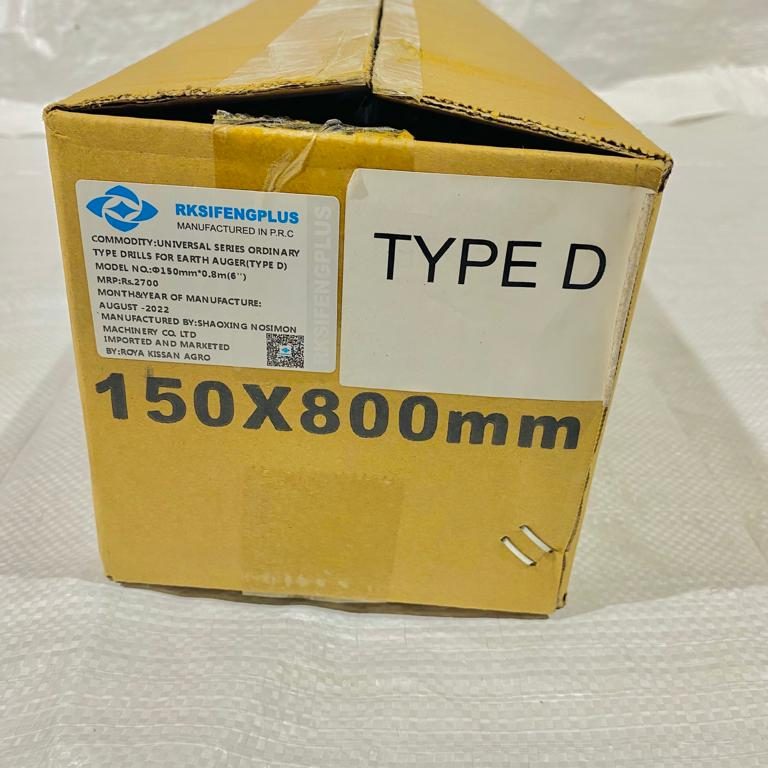 RKSIFENGPLUS
MANUFACTURED IN P.R.C
COMMODITY:UNIVERSAL SERIES ORDINARY
TYPE DRILLS FOR EARTH AUGER(TYPE D)
MODEL NO.:Φ150mm*0.8m(6'')
MRP:Rs.2700
MONTH&YEAR OF MANUFACTURE:
AUGUST -2022
MANUFACTURED BY:SHAOXING NOSIMON
MACHINERY CO. LTD
IMPORTED AND MARKETED
BY:ROYA KISSAN AGRO
RKSIFENGPLUS
TYPE D
150X800mm